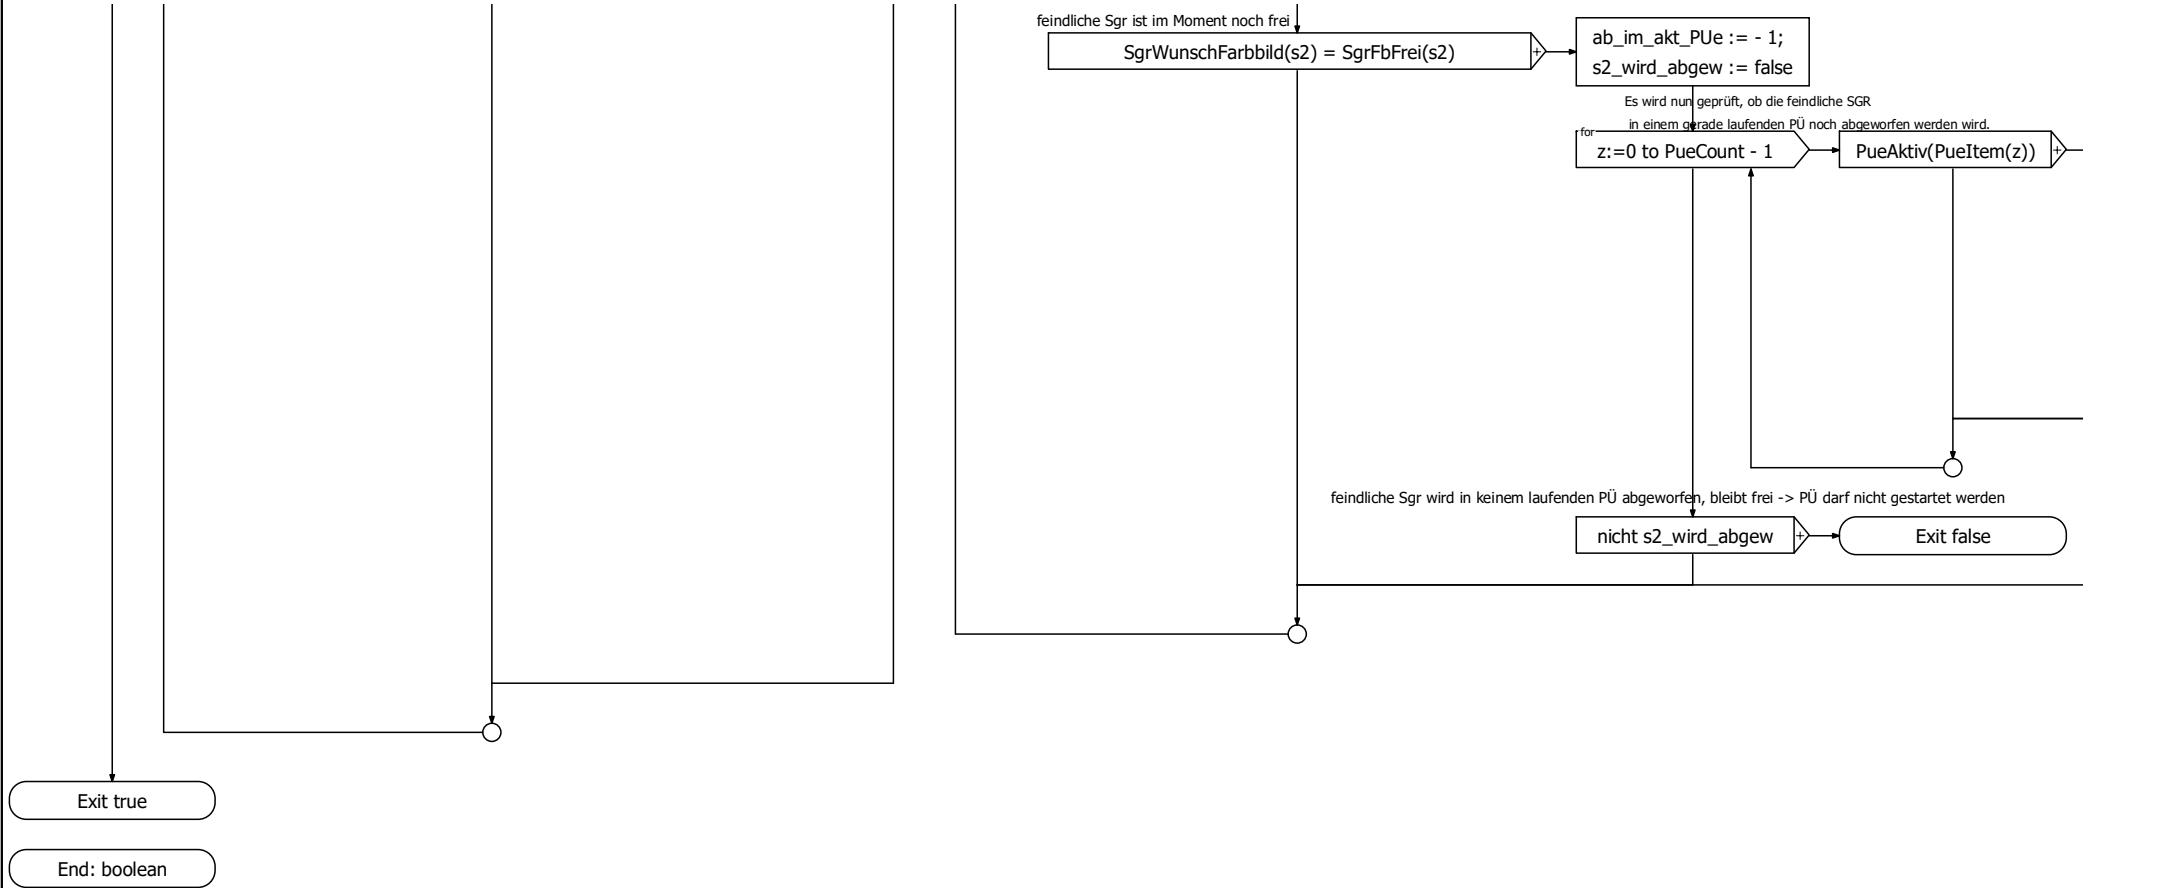 feindliche Sgr ist im Moment noch frei
SgrWunschFarbbild(s2) = SgrFbFrei(s2)
+
ab_im_akt_PUe := - 1;
s2_wird_abgew := false
Es wird nun geprüft, ob die feindliche SGR
in einem gerade laufenden PÜ noch abgeworfen werden wird.
for
z:=0 to PueCount - 1
PueAktiv(PueItem(z))
+
feindliche Sgr wird in keinem laufenden PÜ abgeworfen, bleibt frei -> PÜ darf nicht gestartet werden
nicht s2_wird_abgew
+
Exit false
Exit true
End: boolean